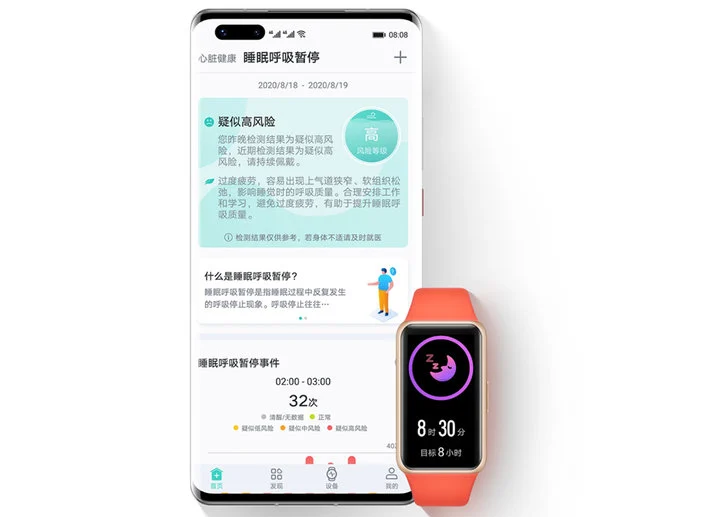 08:08
心脏健康 睡眠呼吸暂停
2020/8/18 - 2020/8/19
疑似高风险
您昨晚检测结果为疑似高风
险，近期检测结果为疑似高
风险，请持续佩戴。
高
风险等级
过度疲劳，容易出现上气道狭窄、软组织松
弛，影响睡觉时的呼吸质量。合理安排工作
和学习，避免过度疲劳，有助于提升睡眠呼
吸质量。
检测结果仅供参考，若身体不适请及时就医
什么是睡眠呼吸暂停?
睡眠呼吸暂停是指睡眠过程中反复发生
的呼吸停止现象。呼吸停止往往…
睡眠呼吸暂停事件
02:00 - 03:00
32次
清醒/无数据 正常
疑似低风险 疑似中风险 疑似高风险
40次
首页 发现 设备 我的
z z z
8时30分
目标 8 小时